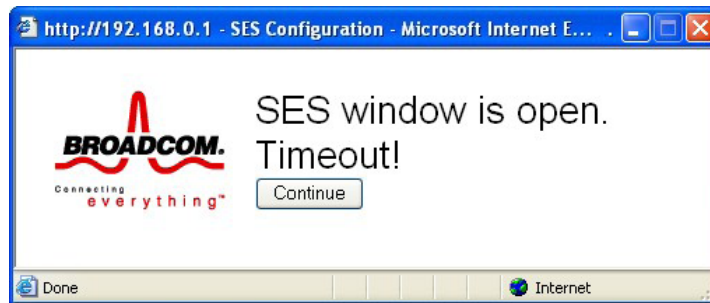 http://192.168.0.1 - SES Configuration - Microsoft Internet E... .
BROADCOM.
Connecting
everything™
SES window is open.
Timeout!
Continue
Done
Internet